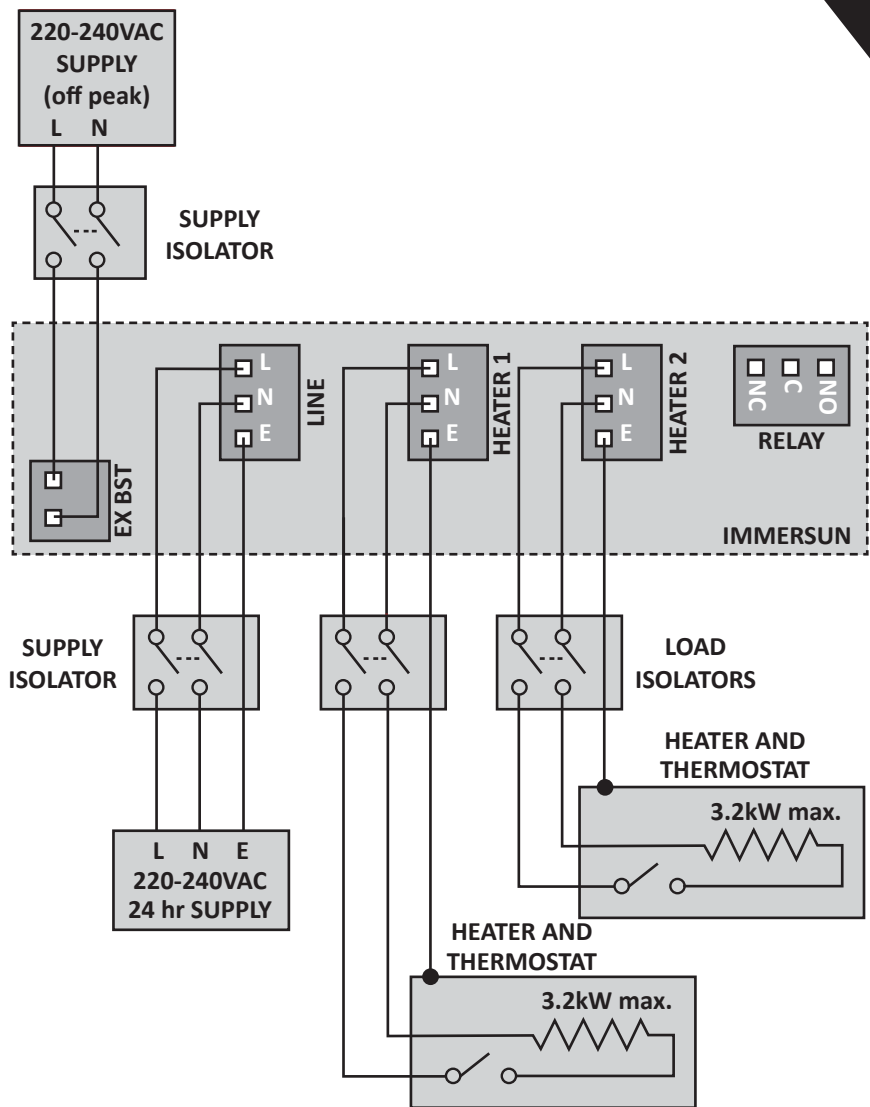 220-240VAC
SUPPLY
(off peak)
L N
SUPPLY
ISOLATOR
EX BST
L
N
E
LINE
L
N
E
HEATER 1
L
N
E
HEATER 2
NC C NO
RELAY
IMMERSUN
SUPPLY
ISOLATOR
LOAD
ISOLATORS
L N E
220-240VAC
24 hr SUPPLY
HEATER AND
THERMOSTAT
3.2kW max.
HEATER AND
THERMOSTAT
3.2kW max.